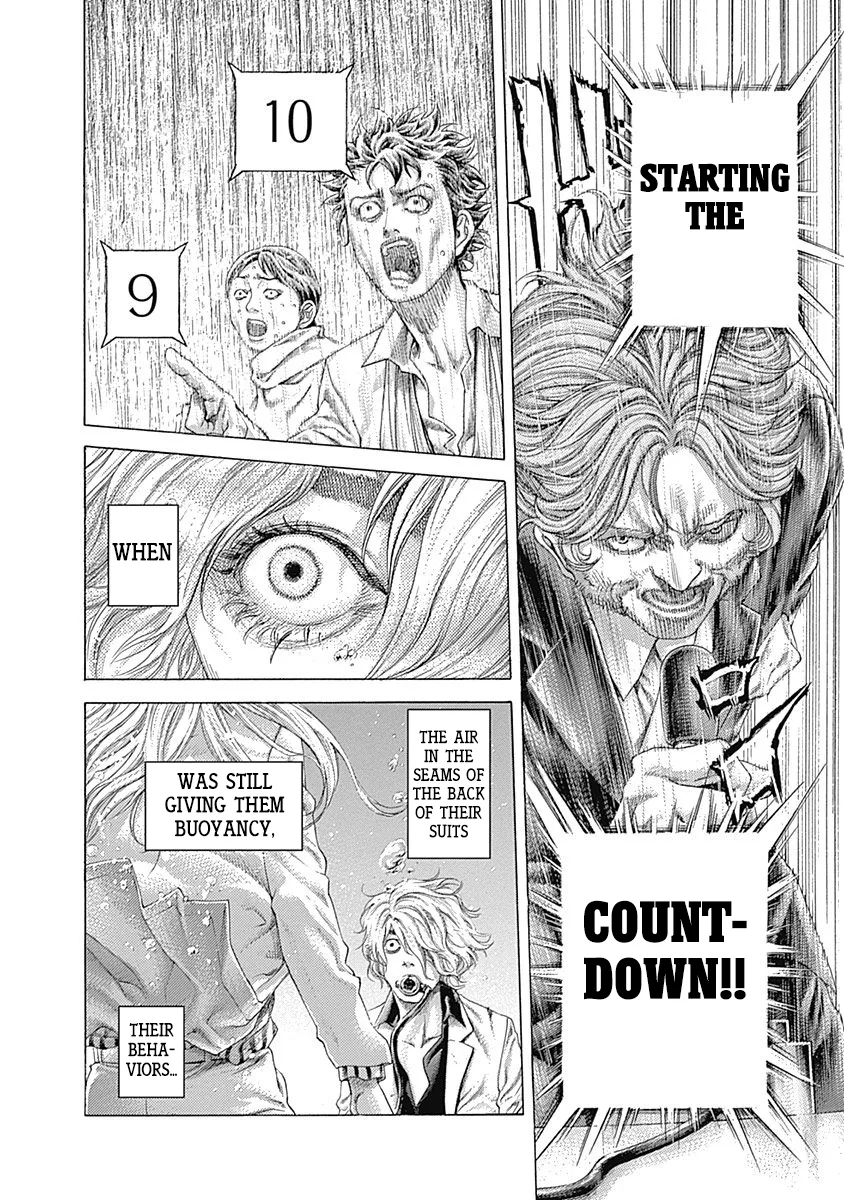 STARTING
THE
COUNT-
DOWN!!
10
9
WHEN
THE AIR
IN THE
SEAMS OF
THE BACK
OF THEIR
SUITS
WAS STILL
GIVING THEM
BUOYANCY,
THEIR
BEHA-
VIORS...